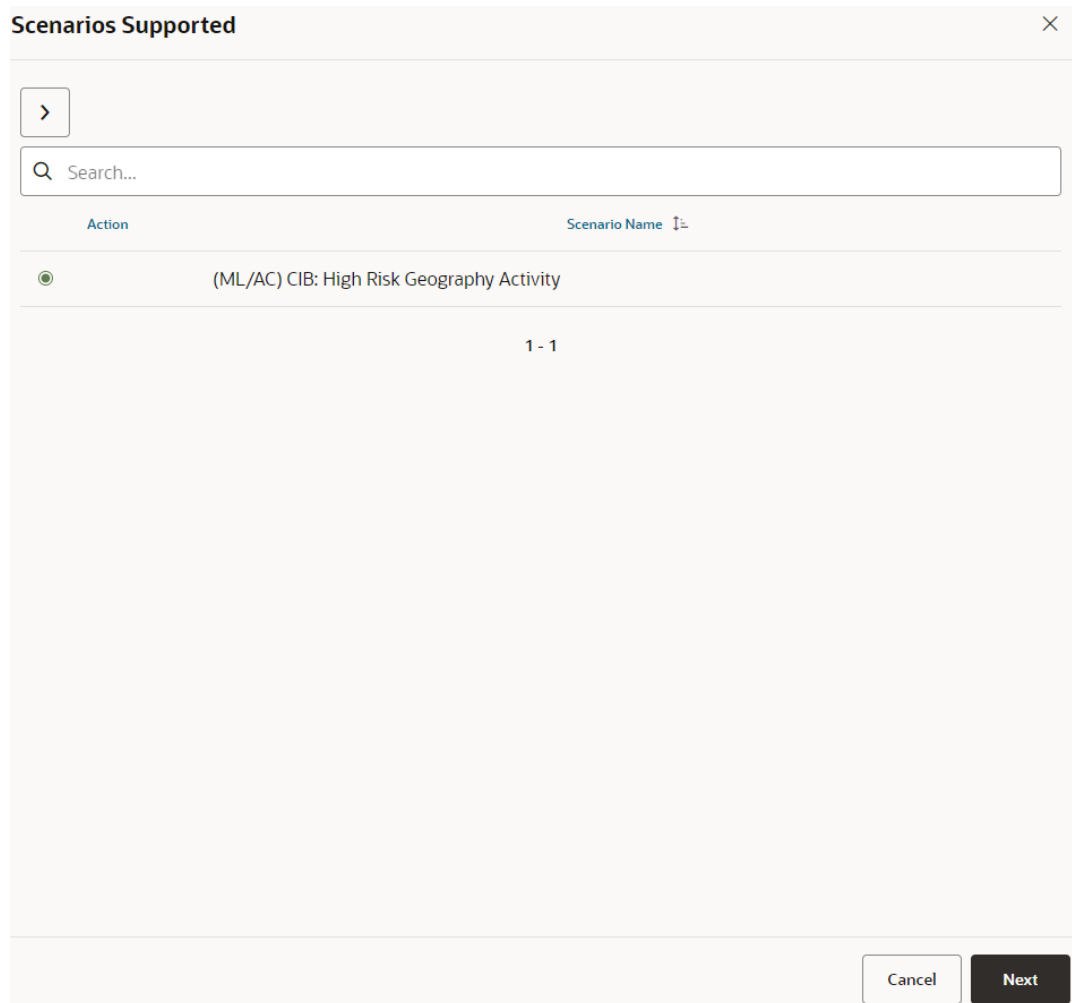 Scenarios Supported
Search...
Action Scenario Name
(ML/AC) CIB: High Risk Geography Activity
1 - 1
Cancel Next